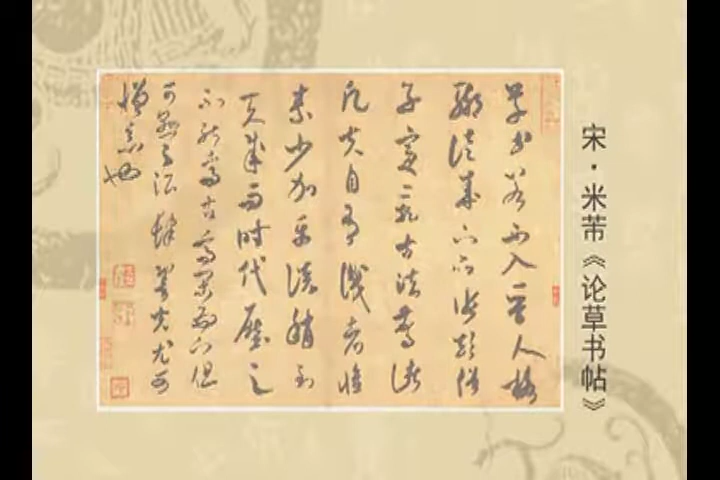 宋·米芾《论草书帖》
草書若不入晉人格
輒徒成下品張顛俗
子變亂古法驚諸
凡夫自有識者懷
素少加平淡稍到
天成而時代壓之
不能高古高閑而下但
可懸之酒肆䛒光尤可
憎惡也